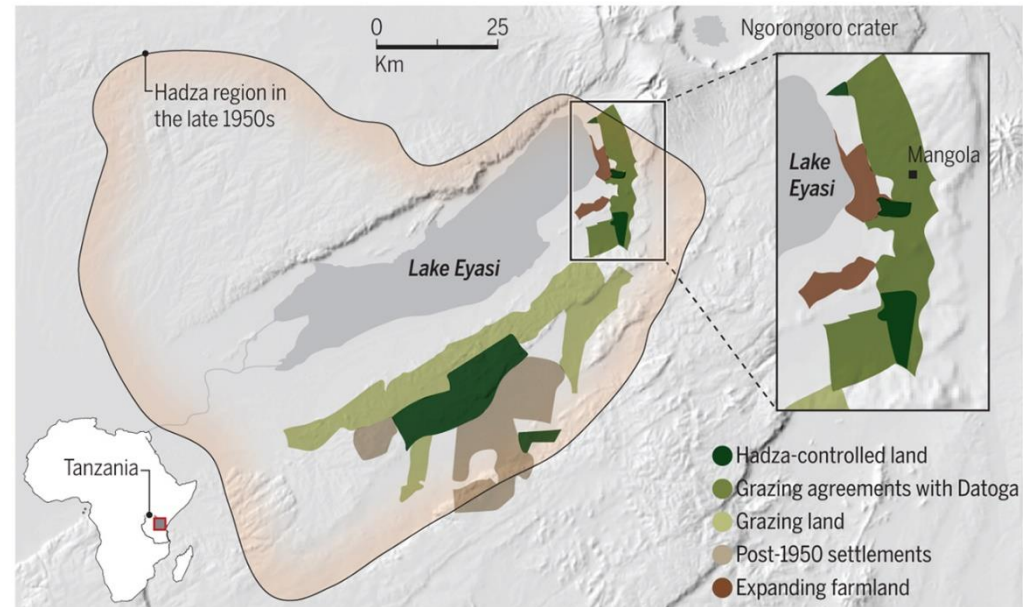 0 25
Km
Ngorongoro crater
Hadza region in
the late 1950s
Mangola
Lake
Eyasi
Lake Eyasi
Tanzania
Hadza-controlled land
Grazing agreements with Datoga
Grazing land
Post-1950 settlements
Expanding farmland